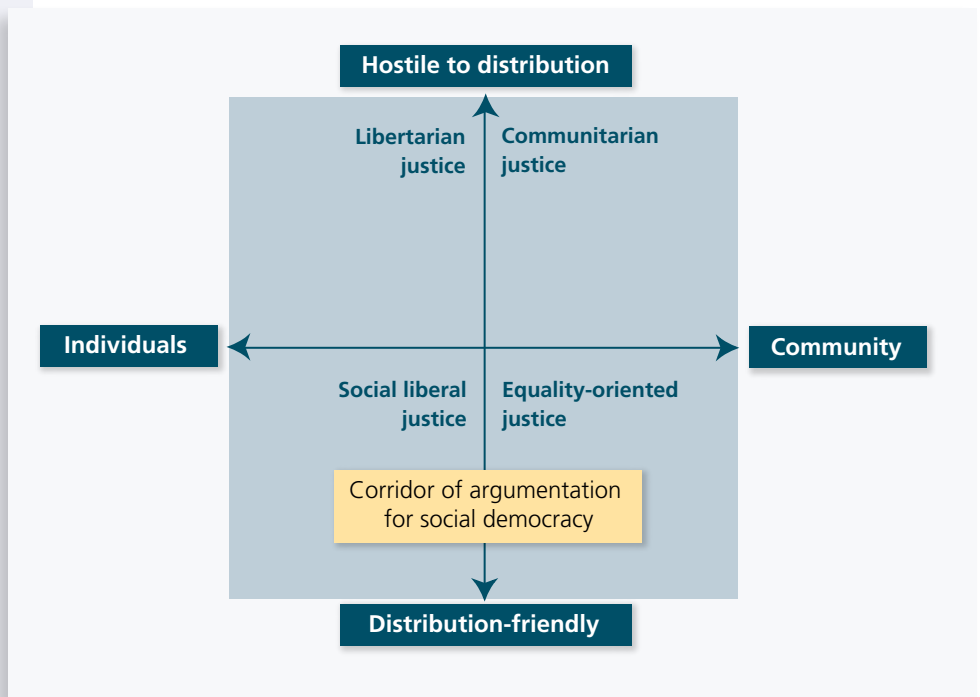 Hostile to distribution
Libertarian
justice
Communitarian
justice
Individuals
Community
Social liberal
justice
Equality-oriented
justice
Corridor of argumentation
for social democracy
Distribution-friendly